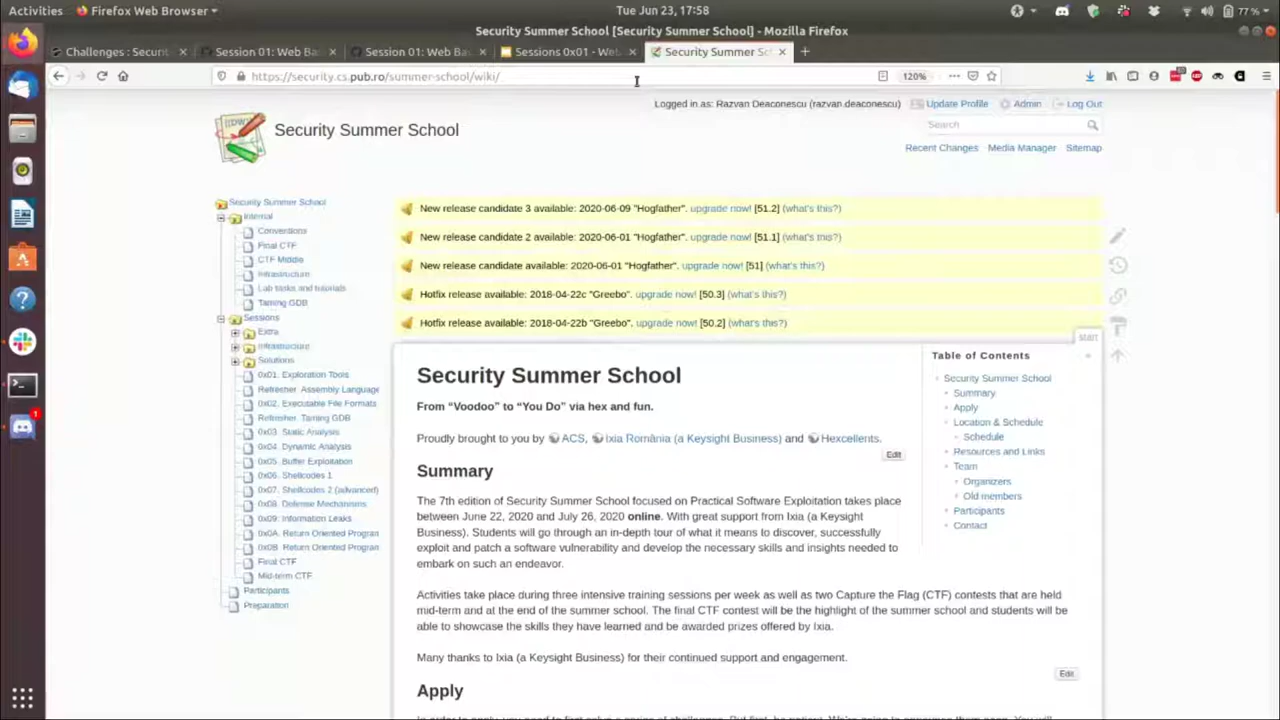 Activities
Firefox Web Browser
Tue Jun 23, 17:58
77%
Security Summer School [Security Summer School] - Mozilla Firefox
Challenges : Securit
Session 01: Web Bas
Session 01: Web Bas
Sessions 0x01 - Web
Security Summer Sc
https://security.cs.pub.ro/summer-school/wiki/
120%
Logged in as: Razvan Deaconescu (razvan.deaconescu)
Update Profile
Admin
Log Out
Security Summer School
Search
Recent Changes
Media Manager
Sitemap
Security Summer School
Internal
Conventions
Final CTF
CTF Middle
Infrastructure
Lab tasks and tutorials
Taming GDB
Sessions
Extra
Infrastructure
Solutions
0x01. Exploration Tools
Refresher. Assembly Language
0x02. Executable File Formats
Refresher. Taming GDB
0x03. Static Analysis
0x04. Dynamic Analysis
0x05. Buffer Exploitation
0x06. Shellcodes 1
0x07. Shellcodes 2 (advanced)
0x08. Defense Mechanisms
0x09. Information Leaks
0x0A. Return Oriented Progran
0x0B. Return Oriented Progran
Final CTF
Mid-term CTF
Participants
Preparation
New release candidate 3 available: 2020-06-09 "Hogfather". upgrade now! [51.2] (what's this?)
New release candidate 2 available: 2020-06-01 "Hogfather". upgrade now! [51.1] (what's this?)
New release candidate available: 2020-06-01 "Hogfather". upgrade now! [51] (what's this?)
Hotfix release available: 2018-04-22c "Greebo". upgrade now! [50.3] (what's this?)
Hotfix release available: 2018-04-22b "Greebo". upgrade now! [50.2] (what's this?)
start
Security Summer School
From “Voodoo” to “You Do” via hex and fun.
Proudly brought to you by ACS, Ixia România (a Keysight Business) and Hexcellents.
Edit
Summary
The 7th edition of Security Summer School focused on Practical Software Exploitation takes place
between June 22, 2020 and July 26, 2020 online. With great support from Ixia (a Keysight
Business). Students will go through an in-depth tour of what it means to discover, successfully
exploit and patch a software vulnerability and develop the necessary skills and insights needed to
embark on such an endeavor.
Activities take place during three intensive training sessions per week as well as two Capture the Flag (CTF) contests that are held
mid-term and at the end of the summer school. The final CTF contest will be the highlight of the summer school and students will be
able to showcase the skills they have learned and be awarded prizes offered by Ixia.
Many thanks to Ixia (a Keysight Business) for their continued support and engagement.
Edit
Apply
Table of Contents
Security Summer School
Summary
Apply
Location & Schedule
Schedule
Resources and Links
Team
Organizers
Old members
Participants
Contact
1